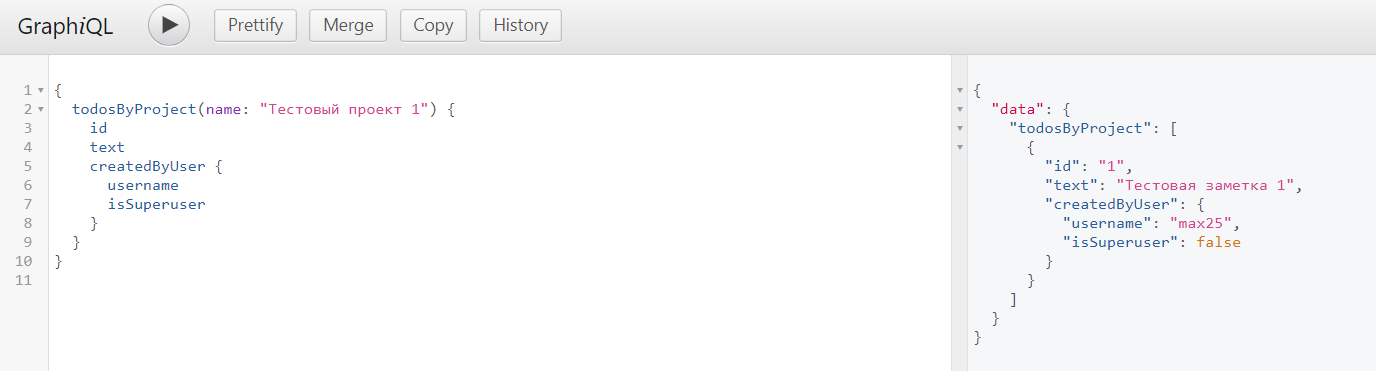 GraphiQL Prettify Merge Copy History
1 {
2 todosByProject(name: "Тестовый проект 1") {
3 id
4 text
5 createdByUser {
6 username
7 isSuperuser
8 }
9 }
10 }
11
{
"data": {
"todosByProject": [
{
"id": "1",
"text": "Тестовая заметка 1",
"createdByUser": {
"username": "max25",
"isSuperuser": false
}
}
]
}
}